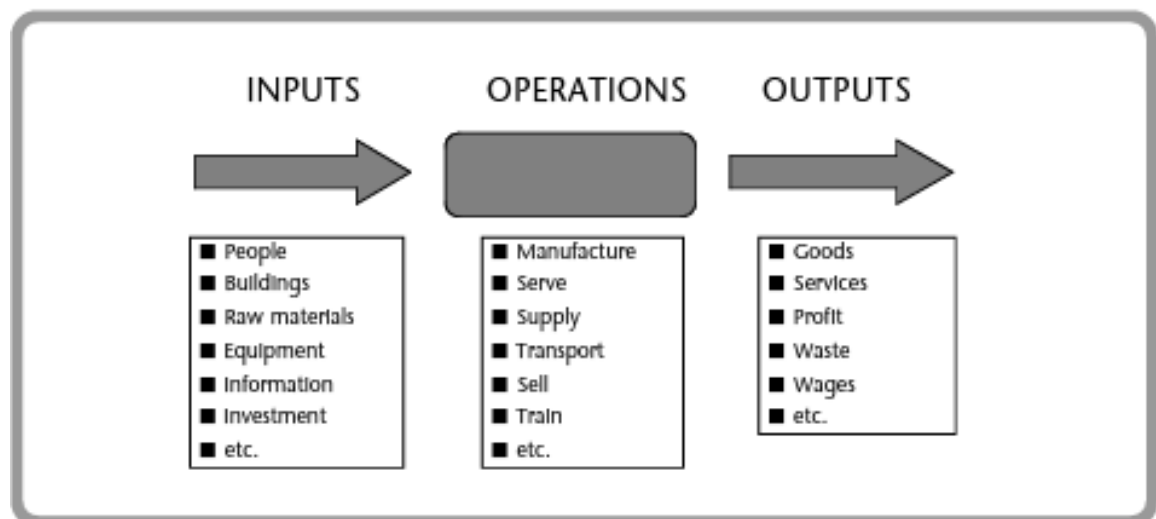 INPUTS OPERATIONS OUTPUTS
■ People
■ Buildings
■ Raw materials
■ Equipment
■ Information
■ Investment
■ etc.
■ Manufacture
■ Serve
■ Supply
■ Transport
■ Sell
■ Train
■ etc.
■ Goods
■ Services
■ Profit
■ Waste
■ Wages
■ etc.